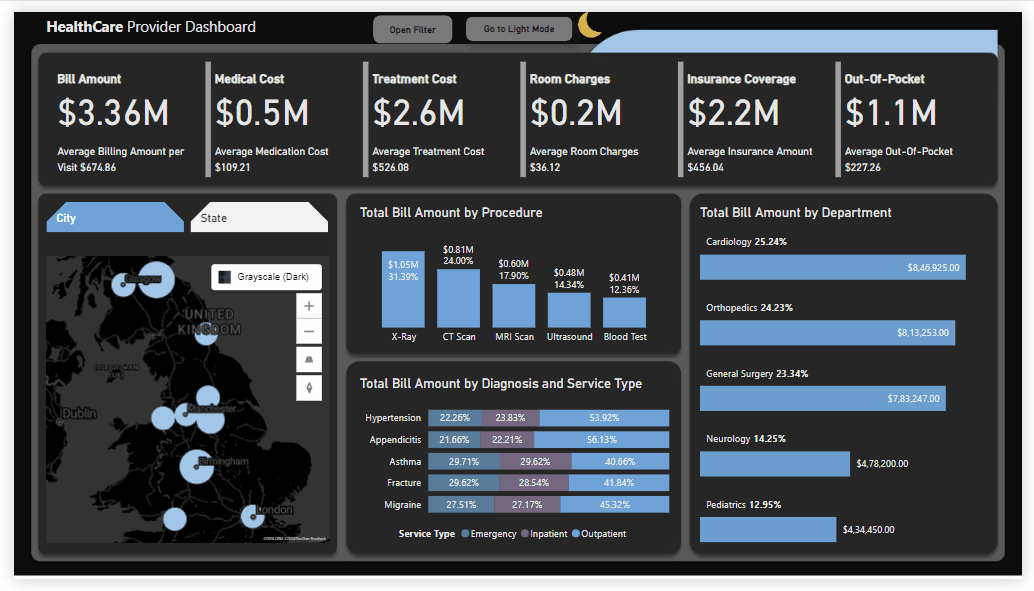 HealthCare Provider Dashboard
Open Filter
Go to Light Mode
Bill Amount
$3.36M
Average Billing Amount per
Visit $674.86
Medical Cost
$0.5M
Average Medication Cost
$109.21
Treatment Cost
$2.6M
Average Treatment Cost
$526.08
Room Charges
$0.2M
Average Room Charges
$36.12
Insurance Coverage
$2.2M
Average Insurance Amount
$456.04
Out-Of-Pocket
$1.1M
Average Out-Of-Pocket
$227.26
City
State
Grayscale (Dark)
Glasgow
UNITED
KINGDOM
ISLE OF MAN
Dublin
Manchester
Birmingham
London
Total Bill Amount by Procedure
$1.05M
31.39%
$0.81M
24.00%
$0.60M
17.90%
$0.48M
14.34%
$0.41M
12.36%
X-Ray
CT Scan
MRI Scan
Ultrasound
Blood Test
Total Bill Amount by Diagnosis and Service Type
Hypertension 22.26% 23.83% 53.92%
Appendicitis 21.66% 22.21% 56.13%
Asthma 29.71% 29.62% 40.66%
Fracture 29.62% 28.54% 41.84%
Migraine 27.51% 27.17% 45.32%
Service Type Emergency Inpatient Outpatient
Total Bill Amount by Department
Cardiology 25.24%
$8,46,925.00
Orthopedics 24.23%
$8,13,253.00
General Surgery 23.34%
$7,83,247.00
Neurology 14.25%
$4,78,200.00
Pediatrics 12.95%
$4,34,450.00